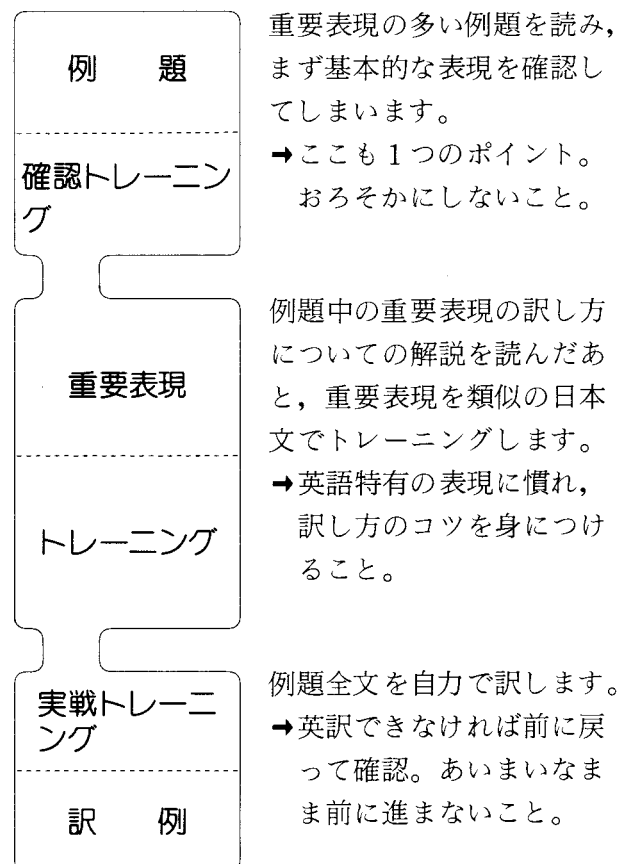 例　題
重要表現の多い例題を読み，
まず基本的な表現を確認し
てしまいます。
確認トレーニン
グ
➞ここも１つのポイント。
おろそかにしないこと。
重要表現
例題中の重要表現の訳し方
についての解説を読んだあ
と，重要表現を類似の日本
文でトレーニングします。
トレーニング
➞英語特有の表現に慣れ，
訳し方のコツを身につけ
ること。
実戦トレーニ
ング
例題全文を自力で訳します。
➞英訳できなければ前に戻
って確認。あいまいなま
ま前に進まないこと。
訳　例